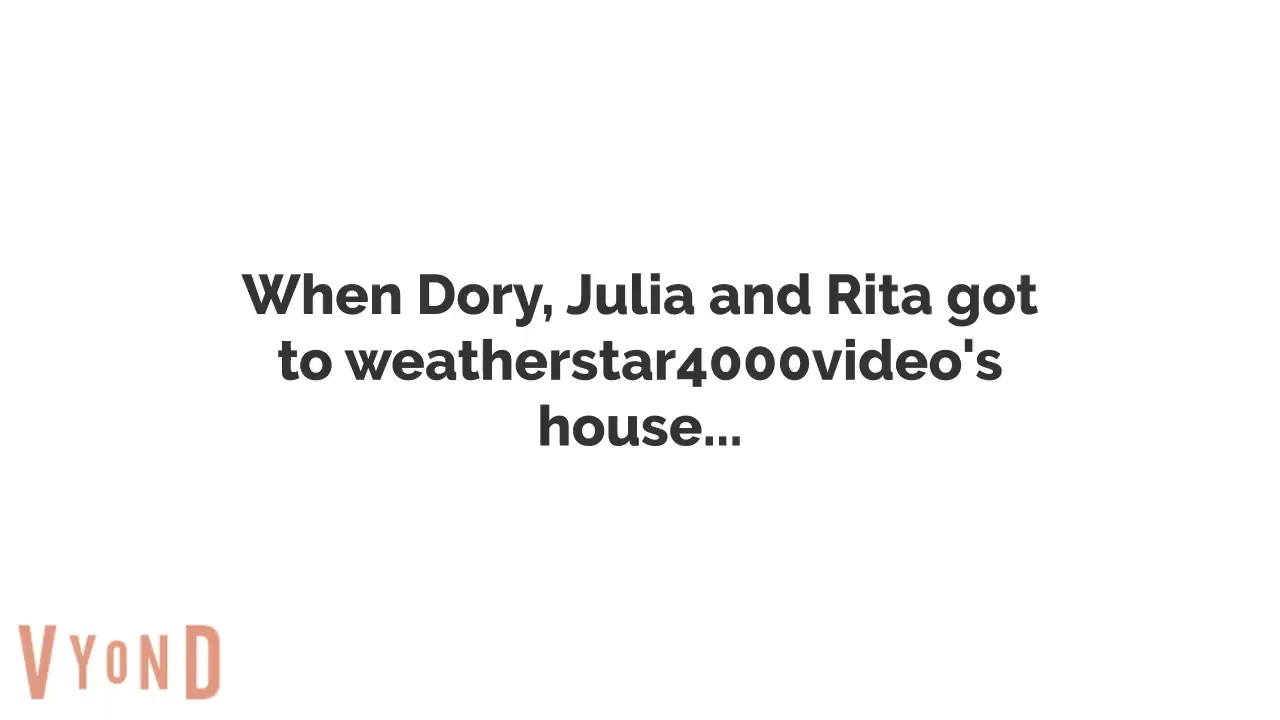 When Dory, Julia and Rita got
to weatherstar4000video's
house...
VYOND